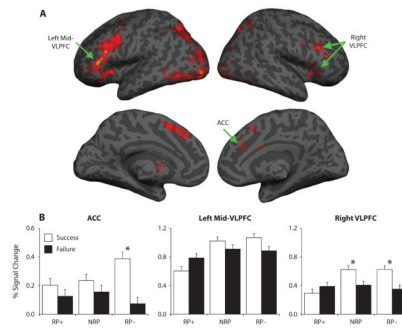 A
Left Mid-
VLPFC
Right
VLPFC
ACC
B
ACC
Left Mid-VLPFC
Right VLPFC
% Signal Change
0.6
0.4
0.2
0
Success
Failure
*
RP+
NRP
RP–
1.2
0.8
0.4
0
RP+
NRP
RP–
1.2
0.8
0.4
0
*
*
RP+
NRP
RP–